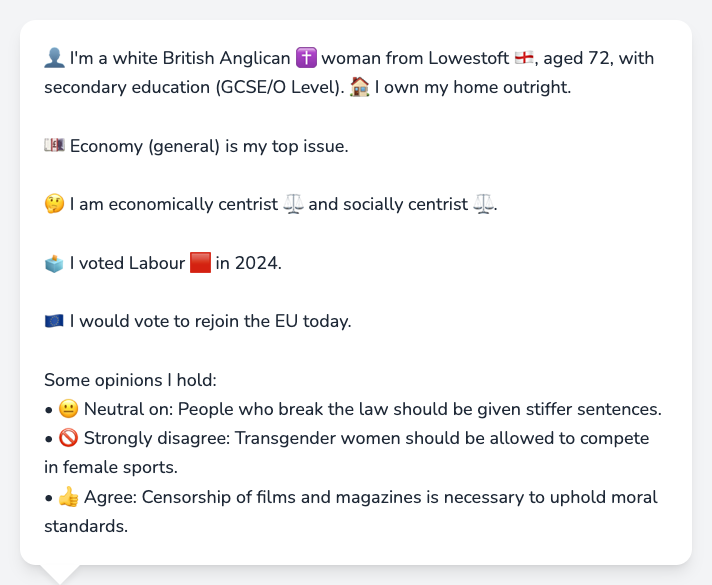 👤 I'm a white British Anglican ✝️ woman from Lowestoft 🏴󠁧󠁢󠁥󠁮󠁧󠁿, aged 72, with
secondary education (GCSE/O Level). 🏠 I own my home outright.
💷 Economy (general) is my top issue.
🤔 I am economically centrist ⚖️ and socially centrist ⚖️.
🗳️ I voted Labour 🟥 in 2024.
🇪🇺 I would vote to rejoin the EU today.
Some opinions I hold:
• 😐 Neutral on: People who break the law should be given stiffer sentences.
• 🚫 Strongly disagree: Transgender women should be allowed to compete
in female sports.
• 👍 Agree: Censorship of films and magazines is necessary to uphold moral
standards.